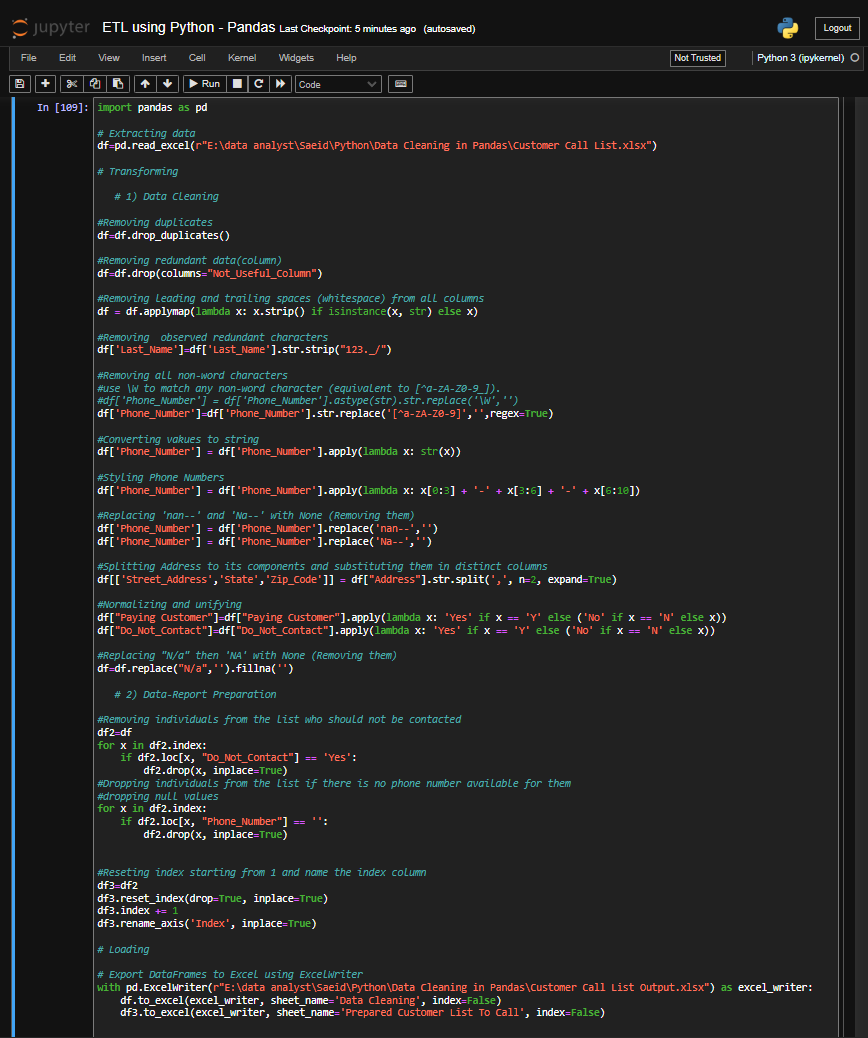 jupyter ETL using Python - Pandas Last Checkpoint: 5 minutes ago (autosaved) Logout
File Edit View Insert Cell Kernel Widgets Help Not Trusted Python 3 (ipykernel)
Run Code
In [109]: import pandas as pd
# Extracting data
df=pd.read_excel(r"E:\data analyst\Saeid\Python\Data Cleaning in Pandas\Customer Call List.xlsx")
# Transforming
# 1) Data Cleaning
#Removing duplicates
df=df.drop_duplicates()
#Removing redundant data(column)
df=df.drop(columns="Not_Useful_Column")
#Removing leading and trailing spaces (whitespace) from all columns
df = df.applymap(lambda x: x.strip() if isinstance(x, str) else x)
#Removing  observed redundant characters
df['Last_Name']=df['Last_Name'].str.strip("123._/")
#Removing all non-word characters
#use \W to match any non-word character (equivalent to [^a-zA-Z0-9_]).
#df['Phone_Number'] = df['Phone_Number'].astype(str).str.replace('\W','')
df['Phone_Number']=df['Phone_Number'].str.replace('[^a-zA-Z0-9]','',regex=True)
#Converting vakues to string
df['Phone_Number'] = df['Phone_Number'].apply(lambda x: str(x))
#Styling Phone Numbers
df['Phone_Number'] = df['Phone_Number'].apply(lambda x: x[0:3] + '-' + x[3:6] + '-' + x[6:10])
#Replacing 'nan--' and 'Na--' with None (Removing them)
df['Phone_Number'] = df['Phone_Number'].replace('nan--','')
df['Phone_Number'] = df['Phone_Number'].replace('Na--','')
#Splitting Address to its components and substituting them in distinct columns
df[['Street_Address','State','Zip_Code']] = df["Address"].str.split(',', n=2, expand=True)
#Normalizing and unifying
df["Paying Customer"]=df["Paying Customer"].apply(lambda x: 'Yes' if x == 'Y' else ('No' if x == 'N' else x))
df["Do_Not_Contact"]=df["Do_Not_Contact"].apply(lambda x: 'Yes' if x == 'Y' else ('No' if x == 'N' else x))
#Replacing "N/a" then 'NA' with None (Removing them)
df=df.replace("N/a",'').fillna('')
# 2) Data-Report Preparation
#Removing individuals from the list who should not be contacted
df2=df
for x in df2.index:
if df2.loc[x, "Do_Not_Contact"] == 'Yes':
df2.drop(x, inplace=True)
#Dropping individuals from the list if there is no phone number available for them
#dropping null values
for x in df2.index:
if df2.loc[x, "Phone_Number"] == '':
df2.drop(x, inplace=True)
#Reseting index starting from 1 and name the index column
df3=df2
df3.reset_index(drop=True, inplace=True)
df3.index += 1
df3.rename_axis('Index', inplace=True)
# Loading
# Export DataFrames to Excel using ExcelWriter
with pd.ExcelWriter(r"E:\data analyst\Saeid\Python\Data Cleaning in Pandas\Customer Call List Output.xlsx") as excel_writer:
df.to_excel(excel_writer, sheet_name='Data Cleaning', index=False)
df3.to_excel(excel_writer, sheet_name='Prepared Customer List To Call', index=False)